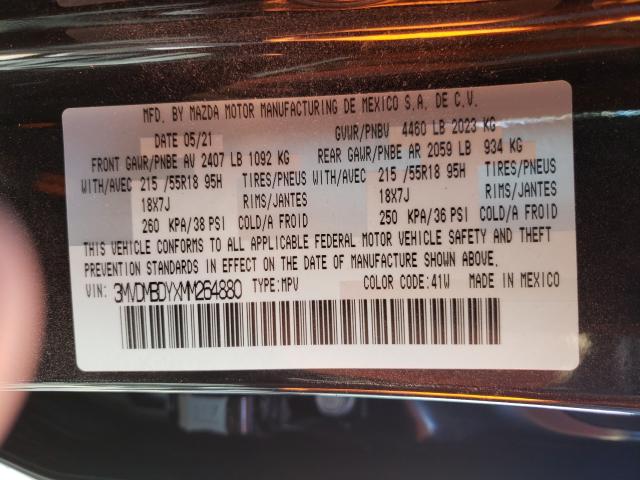 MFD. BY MAZDA MOTOR MANUFACTURING DE MEXICO S.A. DE C.V.
DATE 05/21 GVWR/PNBV 4460 LB 2023 KG
FRONT GAWR/PNBE AV 2407 LB 1092 KG REAR GAWR/PNBE AR 2059 LB 934 KG
WITH/AVEC 215 /55R18 95H TIRES/PNEUS WITH/AVEC 215 /55R18 95H TIRES/PNEUS
18X7J RIMS/JANTES 18X7J RIMS/JANTES
260 KPA/38 PSI COLD/A FROID 250 KPA/36 PSI COLD/A FROID
THIS VEHICLE CONFORMS TO ALL APPLICABLE FEDERAL MOTOR VEHICLE SAFETY AND THEFT
PREVENTION STANDARDS IN EFFECT ON THE DATE OF MANUFACTURE SHOWN ABOVE.
VIN: 3MVDMBDYXMM264880 TYPE: MPV COLOR CODE: 41W MADE IN MEXICO